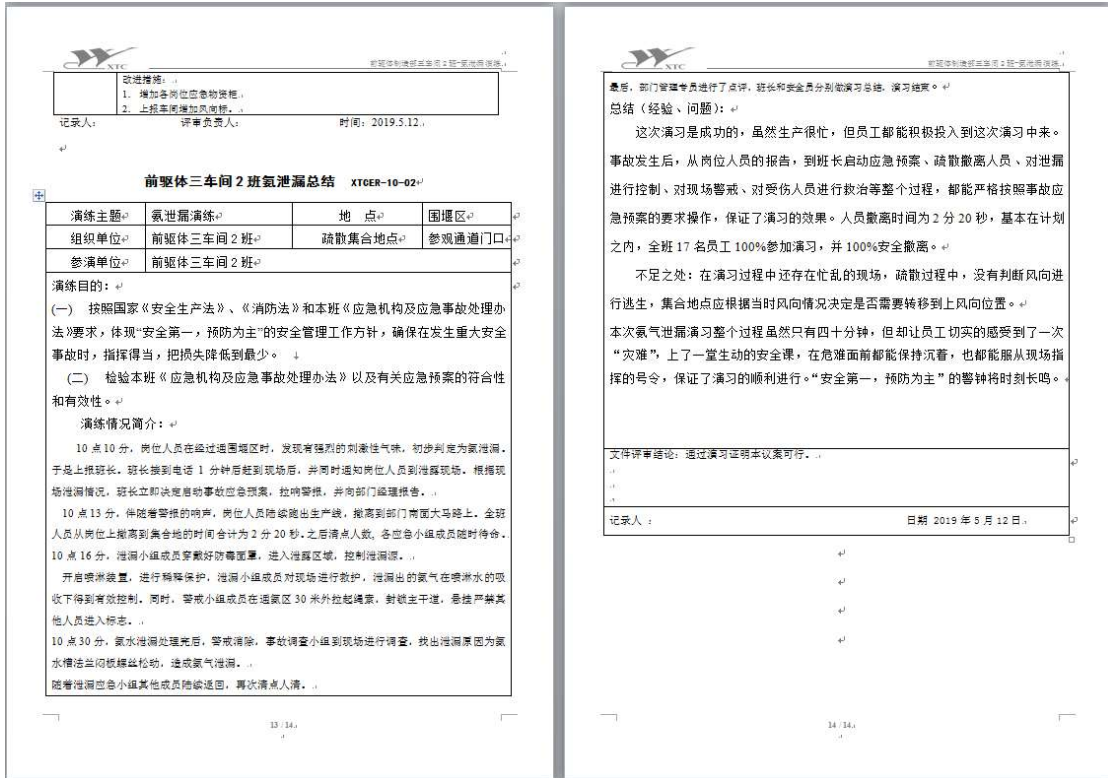 XTC
前驱体制造部三车间2班-氨泄漏演练
改进措施：
1. 增加各岗位应急物资柜
2. 上报车间增加风向标。
记录人： 评审负责人： 时间：2019.5.12
前驱体三车间2班氨泄漏总结 XTCER-10-02
演练主题 氨泄漏演练 地 点 围堰区
组织单位 前驱体三车间2班 疏散集合地点 参观通道门口
参演单位 前驱体三车间2班
演练目的：
(一) 按照国家《安全生产法》、《消防法》和本班《应急机构及应急事故处理办
法》要求，体现“安全第一，预防为主”的安全管理工作方针，确保在发生重大安全
事故时，指挥得当，把损失降低到最少。
(二) 检验本班《应急机构及应急事故处理办法》以及有关应急预案的符合性
和有效性。
演练情况简介：
10点10分，岗位人员在经过通围堰区时，发现有强烈的刺激性气味，初步判定为氨泄漏。
于是上报班长。班长接到电话 1 分钟后赶到现场后，并同时通知岗位人员到泄露现场。根据现
场泄漏情况，班长立即决定启动事故应急预案，拉响警报，并向部门经理报告。
10点13分，伴随着警报的响声，岗位人员陆续跑出生产线，撤离到部门南面大马路上。全班
人员从岗位上撤离到集合地的时间合计为2分20秒。之后清点人数，各应急小组成员随时待命。
10点16分，泄漏小组成员穿戴好防毒面罩，进入泄露区域，控制泄漏源。
开启喷淋装置，进行稀释保护，泄漏小组成员对现场进行救护，泄漏出的氨气在喷淋水的吸
收下得到有效控制。同时，警戒小组成员在通氨区30米外拉起绳索，封锁主干道，悬挂严禁其
他人员进入标志。
10点30分，氨水泄漏处理完后，警戒消除，事故调查小组到现场进行调查，找出泄漏原因为氨
水槽法兰闷板螺丝松动，造成氨气泄漏。
随着泄漏应急小组其他成员陆续返回，再次清点人清。
13 / 14
XTC
前驱体制造部三车间2班-氨泄漏演练
最后，部门管理专员进行了点评，班长和安全员分别做演习总结，演习结束。
总结（经验、问题）：
这次演习是成功的，虽然生产很忙，但员工都能积极投入到这次演习中来。
事故发生后，从岗位人员的报告，到班长启动应急预案、疏散撤离人员、对泄漏
进行控制、对现场警戒、对受伤人员进行救治等整个过程，都能严格按照事故应
急预案的要求操作，保证了演习的效果。人员撤离时间为2分20秒，基本在计划
之内，全班17名员工100%参加演习，并100%安全撤离。
不足之处：在演习过程中还存在忙乱的现场，疏散过程中，没有判断风向进
行逃生，集合地点应根据当时风向情况决定是否需要转移到上风向位置。
本次氨气泄漏演习整个过程虽然只有四十分钟，但却让员工切实的感受到了一次
“灾难”，上了一堂生动的安全课，在危难面前都能保持沉着，也都能服从现场指
挥的号令，保证了演习的顺利进行。“安全第一，预防为主”的警钟将时刻长鸣。
文件评审结论：通过演习证明本议案可行。
记录人 ： 日期 2019年5月12日
14 / 14